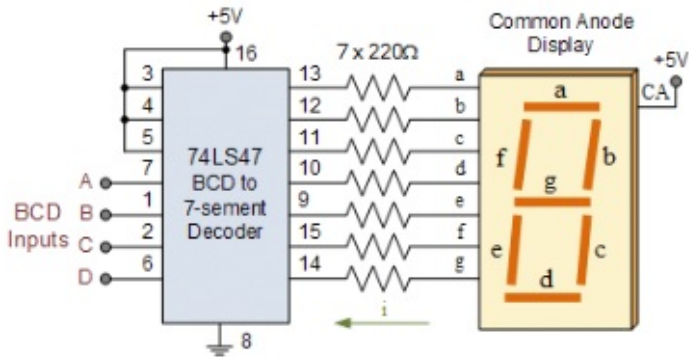 +5V
16
7 x 220Ω
Common Anode
Display
+5V
CA
3
4
5
7
1
2
6
A
B
C
D
BCD
Inputs
74LS47
BCD to
7-sement
Decoder
13
12
11
10
9
15
14
8
a
b
c
d
e
f
g
i
a
f
b
g
e
c
d